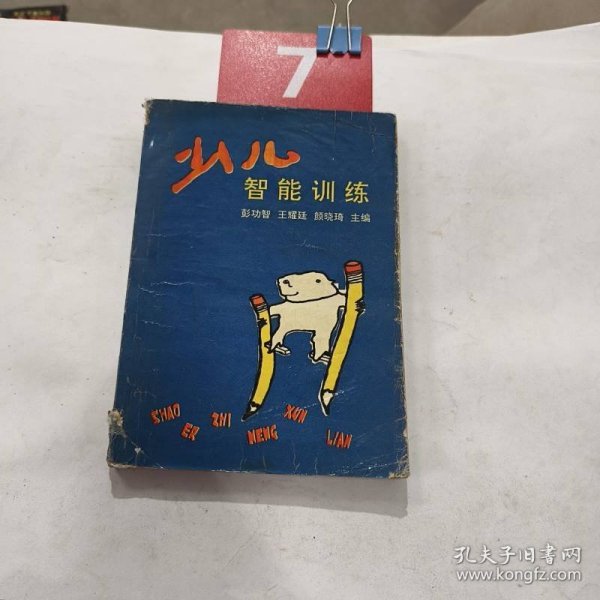 7
少儿
智能训练
彭功智 王耀廷 颜晓琦 主编
SHAO ER ZHI NENG XUN LIAN
孔夫子旧书网
www.kongfz.com